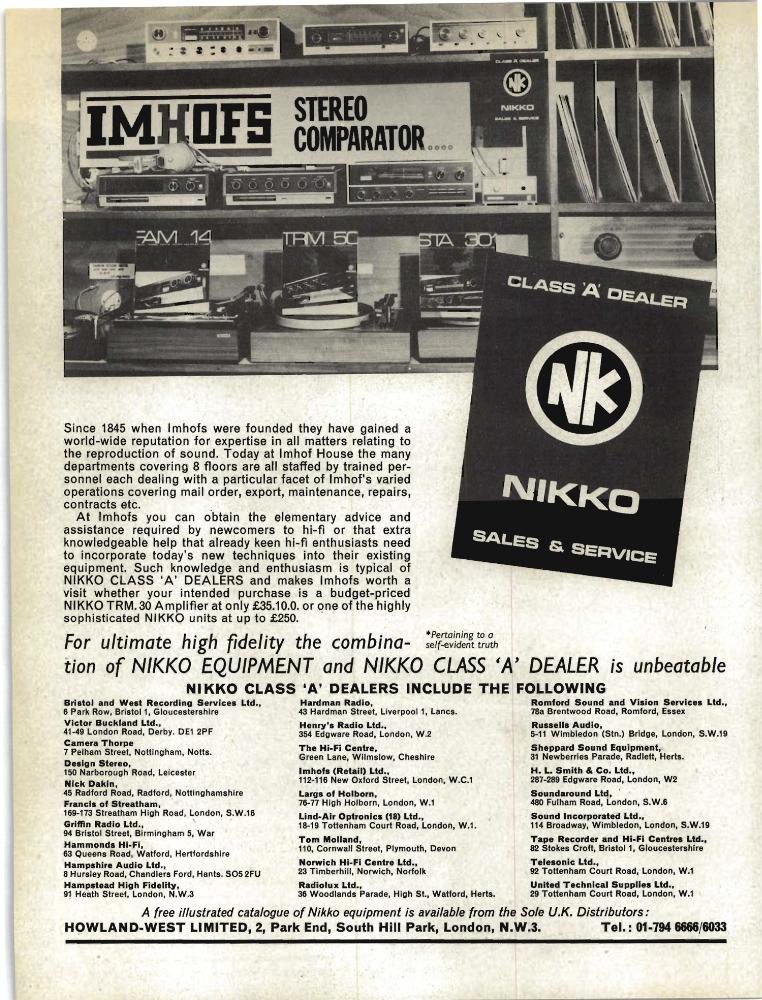 CLASS 'A' DEALER
NK
NIKKO
SALES & SERVICE
IMHOFS
STEREO
COMPARATOR....
FAM 14
TRM 50
STA 301
CLASS 'A' DEALER
NK
NIKKO
SALES & SERVICE
Since 1845 when Imhofs were founded they have gained a
world-wide reputation for expertise in all matters relating to
the reproduction of sound. Today at Imhof House the many
departments covering 8 floors are all staffed by trained per-
sonnel each dealing with a particular facet of Imhof's varied
operations covering mail order, export, maintenance, repairs,
contracts etc.
At Imhofs you can obtain the elementary advice and
assistance required by newcomers to hi-fi or that extra
knowledgeable help that already keen hi-fi enthusiasts need
to incorporate today's new techniques into their existing
equipment. Such knowledge and enthusiasm is typical of
NIKKO CLASS 'A' DEALERS and makes Imhofs worth a
visit whether your intended purchase is a budget-priced
NIKKO TRM. 30 Amplifier at only £35.10.0. or one of the highly
sophisticated NIKKO units at up to £250.
*Pertaining to a
self-evident truth
For ultimate high fidelity the combina-
tion of NIKKO EQUIPMENT and NIKKO CLASS 'A' DEALER is unbeatable
NIKKO CLASS 'A' DEALERS INCLUDE THE FOLLOWING
Bristol and West Recording Services Ltd.,
6 Park Row, Bristol 1, Gloucestershire
Victor Buckland Ltd.,
41-49 London Road, Derby. DE1 2PF
Camera Thorpe
7 Pelham Street, Nottingham, Notts.
Design Stereo,
150 Narborough Road, Leicester
Nick Dakin,
45 Radford Road, Radford, Nottinghamshire
Francis of Streatham,
169-173 Streatham High Road, London, S.W.16
Griffin Radio Ltd.,
94 Bristol Street, Birmingham 5, War
Hammonds Hi-Fi,
63 Queens Road, Watford, Hertfordshire
Hampshire Audio Ltd.,
8 Hursley Road, Chandlers Ford, Hants. SO5 2FU
Hampstead High Fidelity,
91 Heath Street, London, N.W.3
Hardman Radio,
43 Hardman Street, Liverpool 1, Lancs.
Henry's Radio Ltd.,
354 Edgware Road, London, W.2
The Hi-Fi Centre,
Green Lane, Wilmslow, Cheshire
Imhofs (Retail) Ltd.,
112-116 New Oxford Street, London, W.C.1
Largs of Holborn,
76-77 High Holborn, London, W.1
Lind-Air Optronics (18) Ltd.,
18-19 Tottenham Court Road, London, W.1.
Tom Molland,
110, Cornwall Street, Plymouth, Devon
Norwich Hi-Fi Centre Ltd.,
23 Timberhill, Norwich, Norfolk
Radiolux Ltd.,
36 Woodlands Parade, High St., Watford, Herts.
Romford Sound and Vision Services Ltd.,
78a Brentwood Road, Romford, Essex
Russells Audio,
5-11 Wimbledon (Stn.) Bridge, London, S.W.19
Sheppard Sound Equipment,
31 Newberries Parade, Radlett, Herts.
H. L. Smith & Co. Ltd.,
287-289 Edgware Road, London, W2
Soundaround Ltd,
480 Fulham Road, London, S.W.6
Sound Incorporated Ltd.,
114 Broadway, Wimbledon, London, S.W.19
Tape Recorder and Hi-Fi Centres Ltd.,
82 Stokes Croft, Bristol 1, Gloucestershire
Telesonic Ltd.,
92 Tottenham Court Road, London, W.1
United Technical Supplies Ltd.,
29 Tottenham Court Road, London, W.1
A free illustrated catalogue of Nikko equipment is available from the Sole U.K. Distributors:
HOWLAND-WEST LIMITED, 2, Park End, South Hill Park, London, N.W.3. Tel.: 01-794 6666/6033